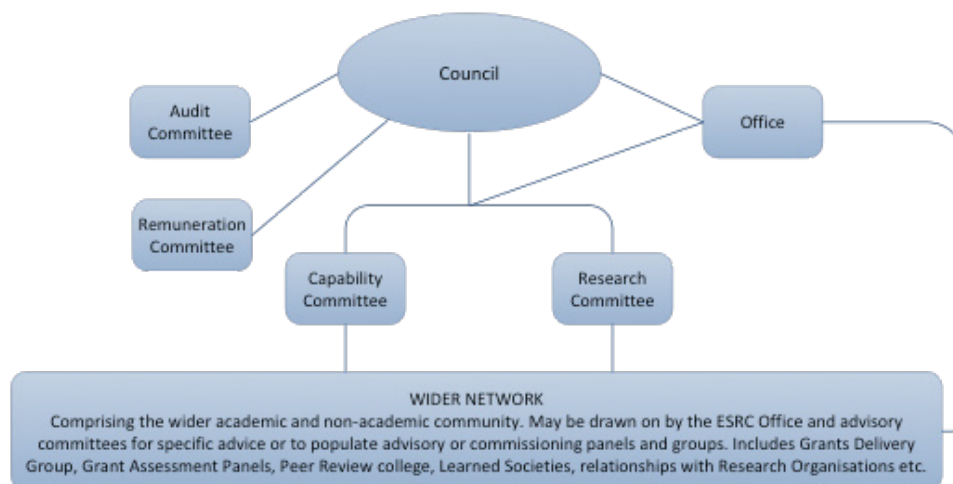 Council
Audit
Committee
Office
Remuneration
Committee
Capability
Committee
Research
Committee
WIDER NETWORK
Comprising the wider academic and non-academic community. May be drawn on by the ESRC Office and advisory
committees for specific advice or to populate advisory or commissioning panels and groups. Includes Grants Delivery
Group, Grant Assessment Panels, Peer Review college, Learned Societies, relationships with Research Organisations etc.